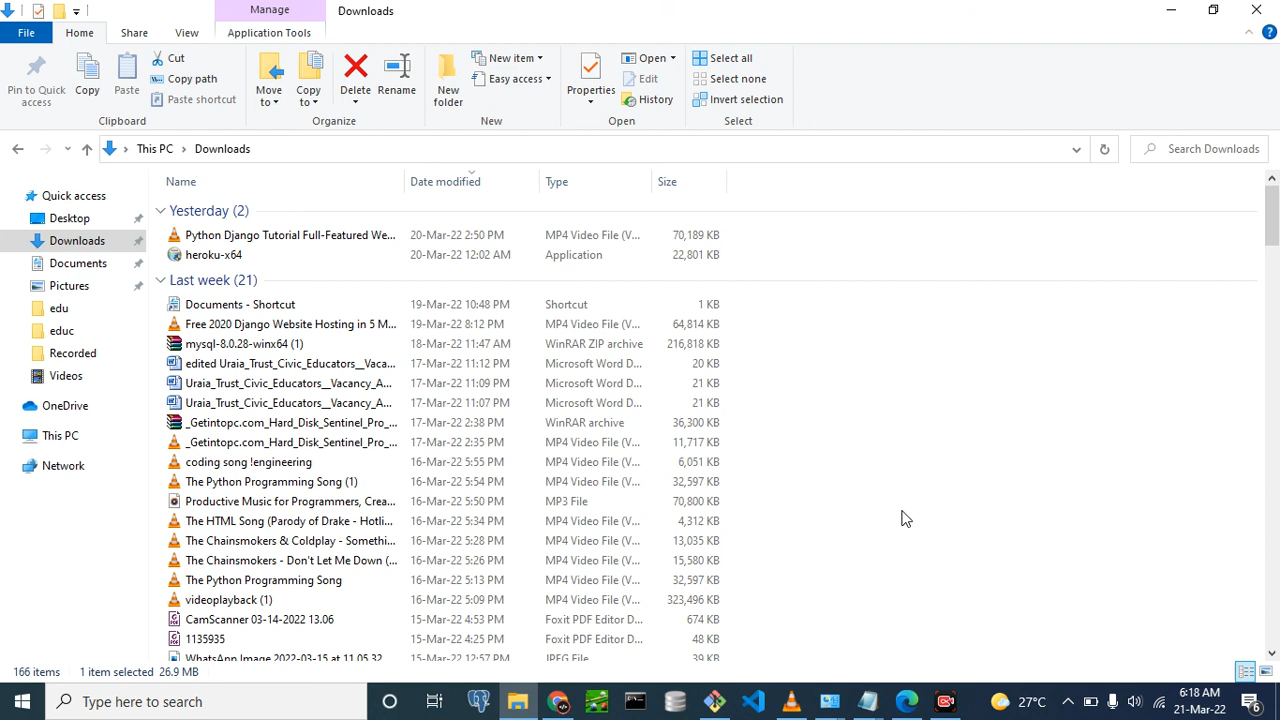 Manage
Downloads
File
Home
Share
View
Application Tools
Pin to Quick
access
Copy
Paste
Cut
Copy path
Paste shortcut
Clipboard
Move
to
Copy
to
Delete
Rename
Organize
New
folder
New item
Easy access
New
Properties
Open
Edit
History
Open
Select all
Select none
Invert selection
Select
This PC
Downloads
Search Downloads
Quick access
Desktop
Downloads
Documents
Pictures
edu
educ
Recorded
Videos
OneDrive
This PC
Network
Name Date modified Type Size
Yesterday (2)
Python Django Tutorial Full-Featured We... 20-Mar-22 2:50 PM MP4 Video File (V... 70,189 KB
heroku-x64 20-Mar-22 12:02 AM Application 22,801 KB
Last week (21)
Documents - Shortcut 19-Mar-22 10:48 PM Shortcut 1 KB
Free 2020 Django Website Hosting in 5 M... 19-Mar-22 8:12 PM MP4 Video File (V... 64,814 KB
mysql-8.0.28-winx64 (1) 18-Mar-22 11:47 AM WinRAR ZIP archive 216,818 KB
edited Uraia_Trust_Civic_Educators__Vaca... 17-Mar-22 11:12 PM Microsoft Word D... 20 KB
Uraia_Trust_Civic_Educators__Vacancy_A... 17-Mar-22 11:09 PM Microsoft Word D... 21 KB
Uraia_Trust_Civic_Educators__Vacancy_A... 17-Mar-22 11:07 PM Microsoft Word D... 21 KB
_Getintopc.com_Hard_Disk_Sentinel_Pro_... 17-Mar-22 2:38 PM WinRAR archive 36,300 KB
_Getintopc.com_Hard_Disk_Sentinel_Pro_... 17-Mar-22 2:35 PM MP4 Video File (V... 11,717 KB
coding song !engineering 16-Mar-22 5:55 PM MP4 Video File (V... 6,051 KB
The Python Programming Song (1) 16-Mar-22 5:54 PM MP4 Video File (V... 32,597 KB
Productive Music for Programmers, Crea... 16-Mar-22 5:50 PM MP3 File 70,800 KB
The HTML Song (Parody of Drake - Hotli... 16-Mar-22 5:34 PM MP4 Video File (V... 4,312 KB
The Chainsmokers & Coldplay - Somethi... 16-Mar-22 5:28 PM MP4 Video File (V... 13,035 KB
The Chainsmokers - Don't Let Me Down (... 16-Mar-22 5:26 PM MP4 Video File (V... 15,580 KB
The Python Programming Song 16-Mar-22 5:13 PM MP4 Video File (V... 32,597 KB
videoplayback (1) 16-Mar-22 5:09 PM MP4 Video File (V... 323,496 KB
CamScanner 03-14-2022 13.06 15-Mar-22 4:53 PM Foxit PDF Editor D... 674 KB
1135935 15-Mar-22 4:25 PM Foxit PDF Editor D... 48 KB
WhatsApp Image 2022-03-15 at 11.05.32 15-Mar-22 12:57 PM JPEG File 39 KB
166 items 1 item selected 26.9 MB
Type here to search
27°C
6:18 AM
21-Mar-22
6